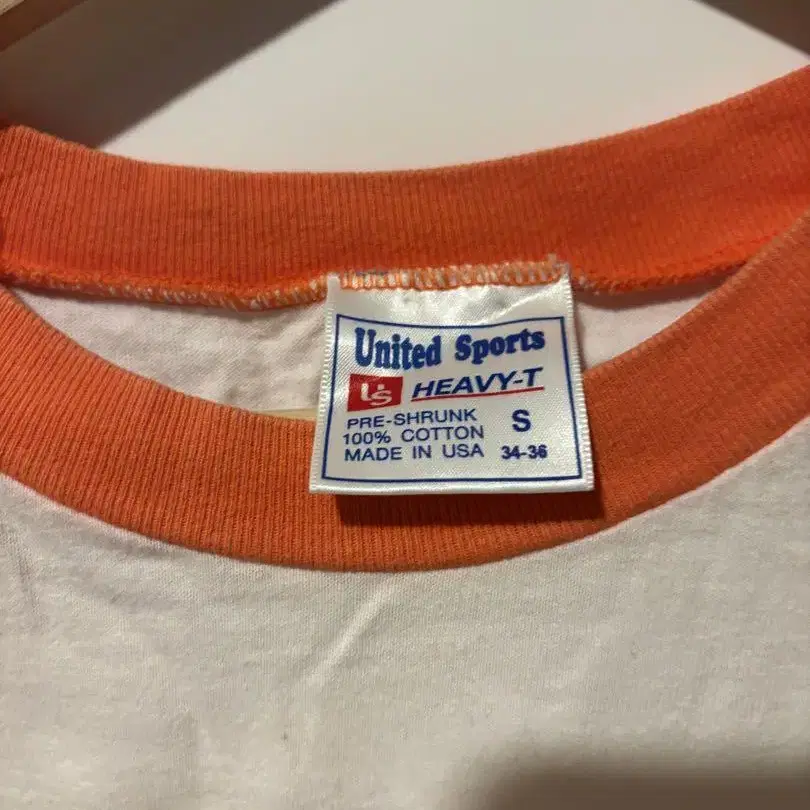 United Sports
US HEAVY-T
PRE-SHRUNK
100% COTTON S
MADE IN USA 34-36